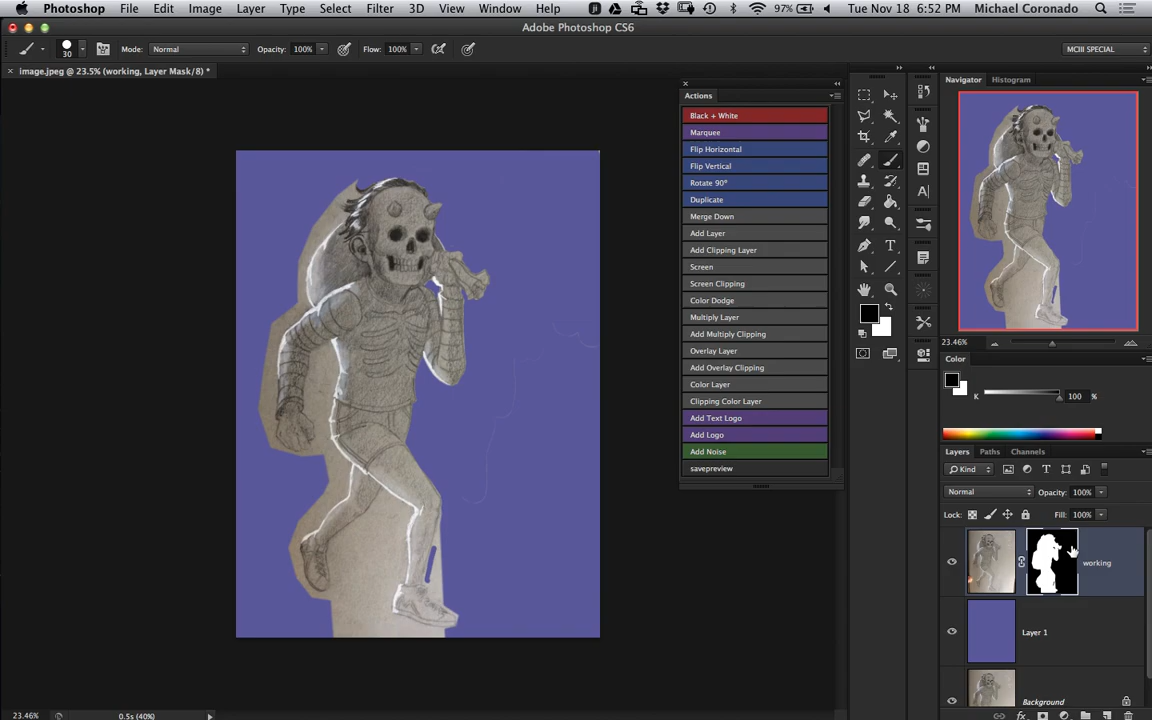 Photoshop File Edit Image Layer Type Select Filter 3D View Window Help 97% Tue Nov 18 6:52 PM Michael Coronado
Adobe Photoshop CS6
30 Mode: Normal Opacity: 100% Flow: 100% MCIII SPECIAL
image.jpeg @ 23.5% (working, Layer Mask/8) *
Navigator Histogram
Actions
Black + White
Marquee
Flip Horizontal
Flip Vertical
Rotate 90º
Duplicate
Merge Down
Add Layer
Add Clipping Layer
Screen
Screen Clipping
Color Dodge
Multiply Layer
Add Multiply Clipping
Overlay Layer
Add Overlay Clipping
Color Layer
Clipping Color Layer
Add Text Logo
Add Logo
Add Noise
savepreview
23.46%
Color
K 100 %
Layers Paths Channels
Kind
Normal Opacity: 100%
Lock: Fill: 100%
working
Layer 1
Background
23.46% 0.5s (40%)